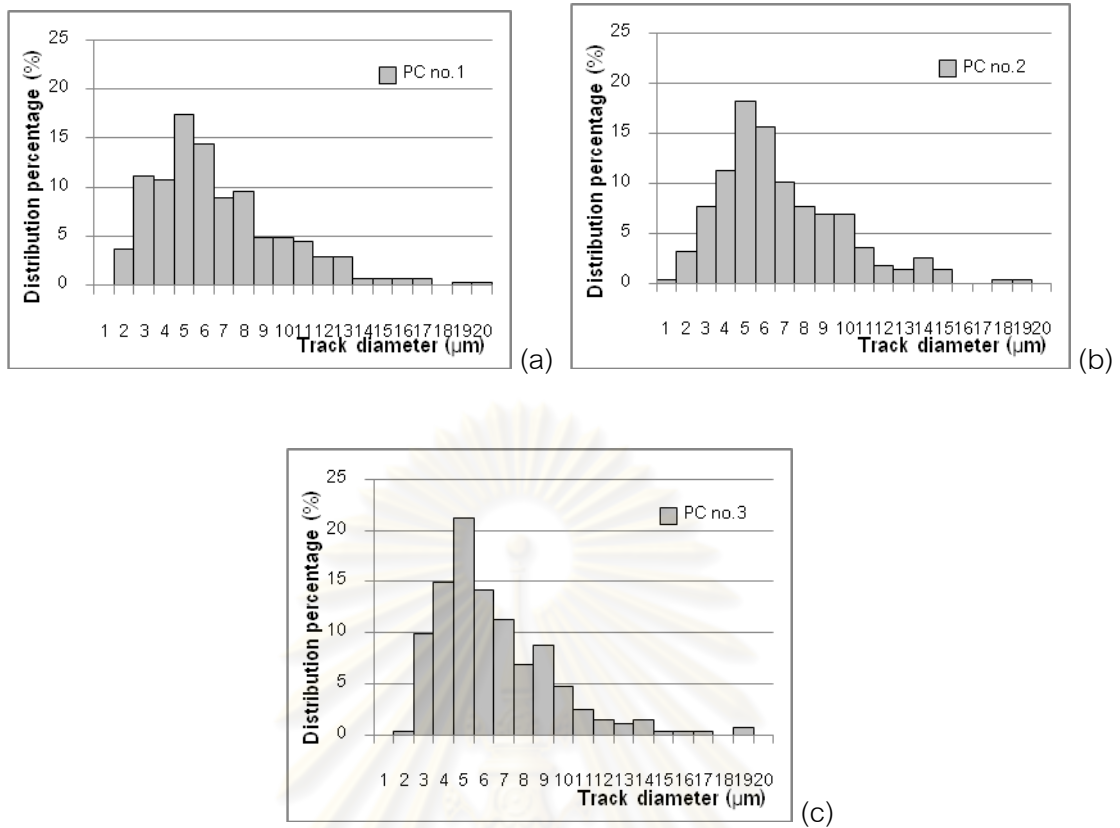 25
20
15
10
5
0
Distribution percentage (%)
PC no.1
1 2 3 4 5 6 7 8 9 10 11 12 13 14 15 16 17 18 19 20
Track diameter (µm)
(a)
25
20
15
10
5
0
Distribution percentage (%)
PC no.2
1 2 3 4 5 6 7 8 9 10 11 12 13 14 15 16 17 18 19 20
Track diameter (µm)
(b)
25
20
15
10
5
0
Distribution percentage (%)
PC no.3
1 2 3 4 5 6 7 8 9 10 11 12 13 14 15 16 17 18 19 20
Track diameter (µm)
(c)